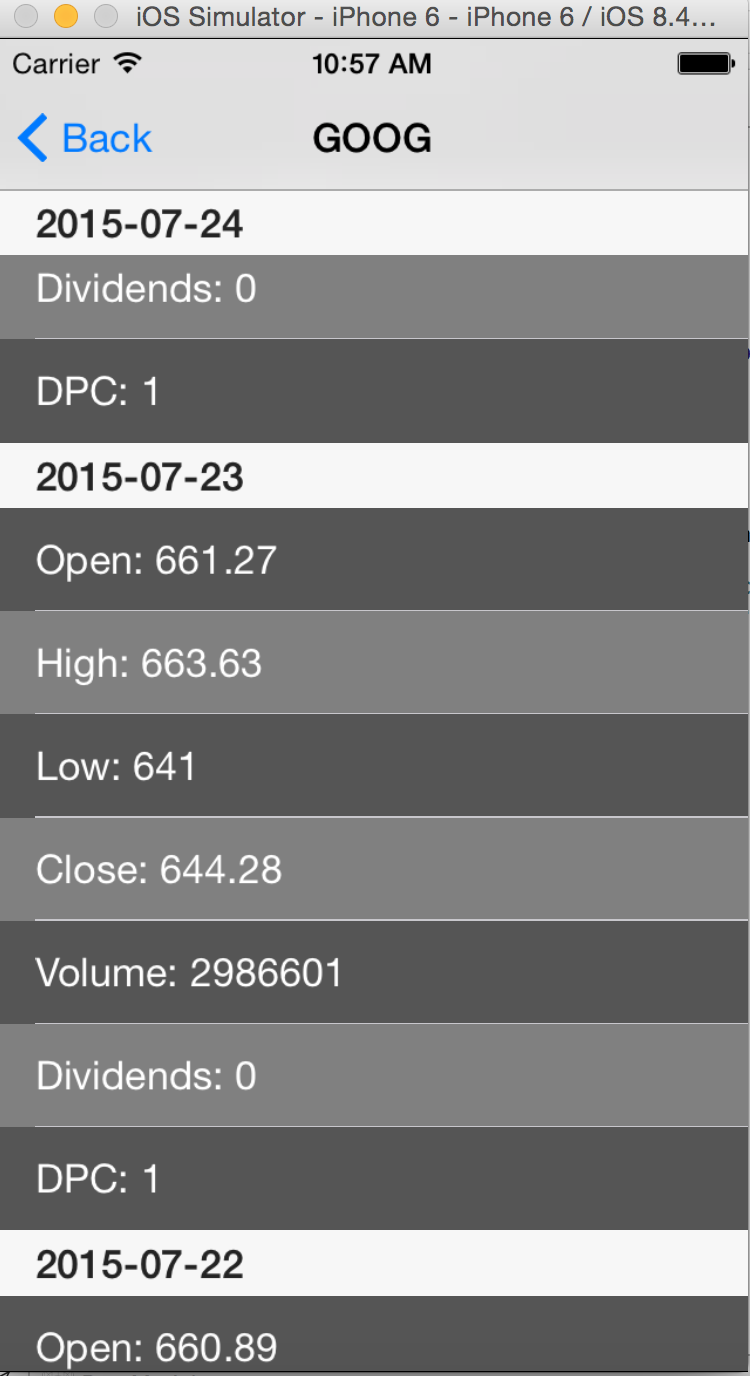 iOS Simulator - iPhone 6 - iPhone 6 / iOS 8.4...
Carrier 10:57 AM
Back GOOG
2015-07-24
Dividends: 0
DPC: 1
2015-07-23
Open: 661.27
High: 663.63
Low: 641
Close: 644.28
Volume: 2986601
Dividends: 0
DPC: 1
2015-07-22
Open: 660.89